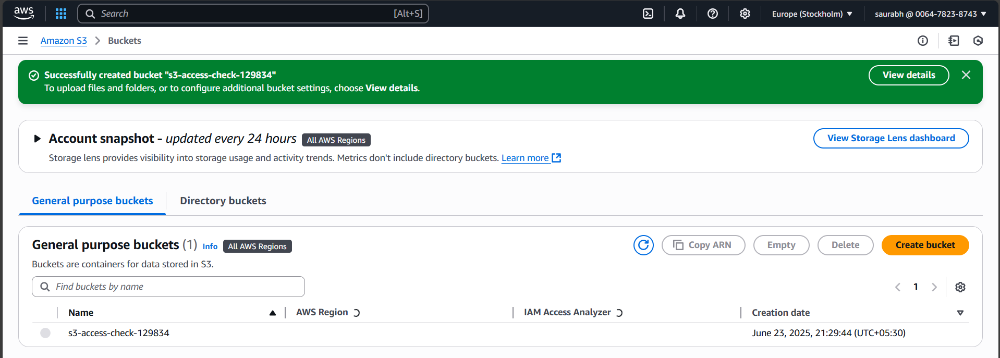 aws
Search [Alt+S]
Europe (Stockholm)
saurabh @ 0064-7823-8743
Amazon S3
Buckets
Successfully created bucket "s3-access-check-129834"
To upload files and folders, or to configure additional bucket settings, choose View details.
View details
Account snapshot - updated every 24 hours
All AWS Regions
View Storage Lens dashboard
Storage lens provides visibility into storage usage and activity trends. Metrics don't include directory buckets. Learn more
General purpose buckets
Directory buckets
General purpose buckets (1) Info
All AWS Regions
Copy ARN
Empty
Delete
Create bucket
Buckets are containers for data stored in S3.
Find buckets by name
1
Name
AWS Region
IAM Access Analyzer
Creation date
s3-access-check-129834
June 23, 2025, 21:29:44 (UTC+05:30)